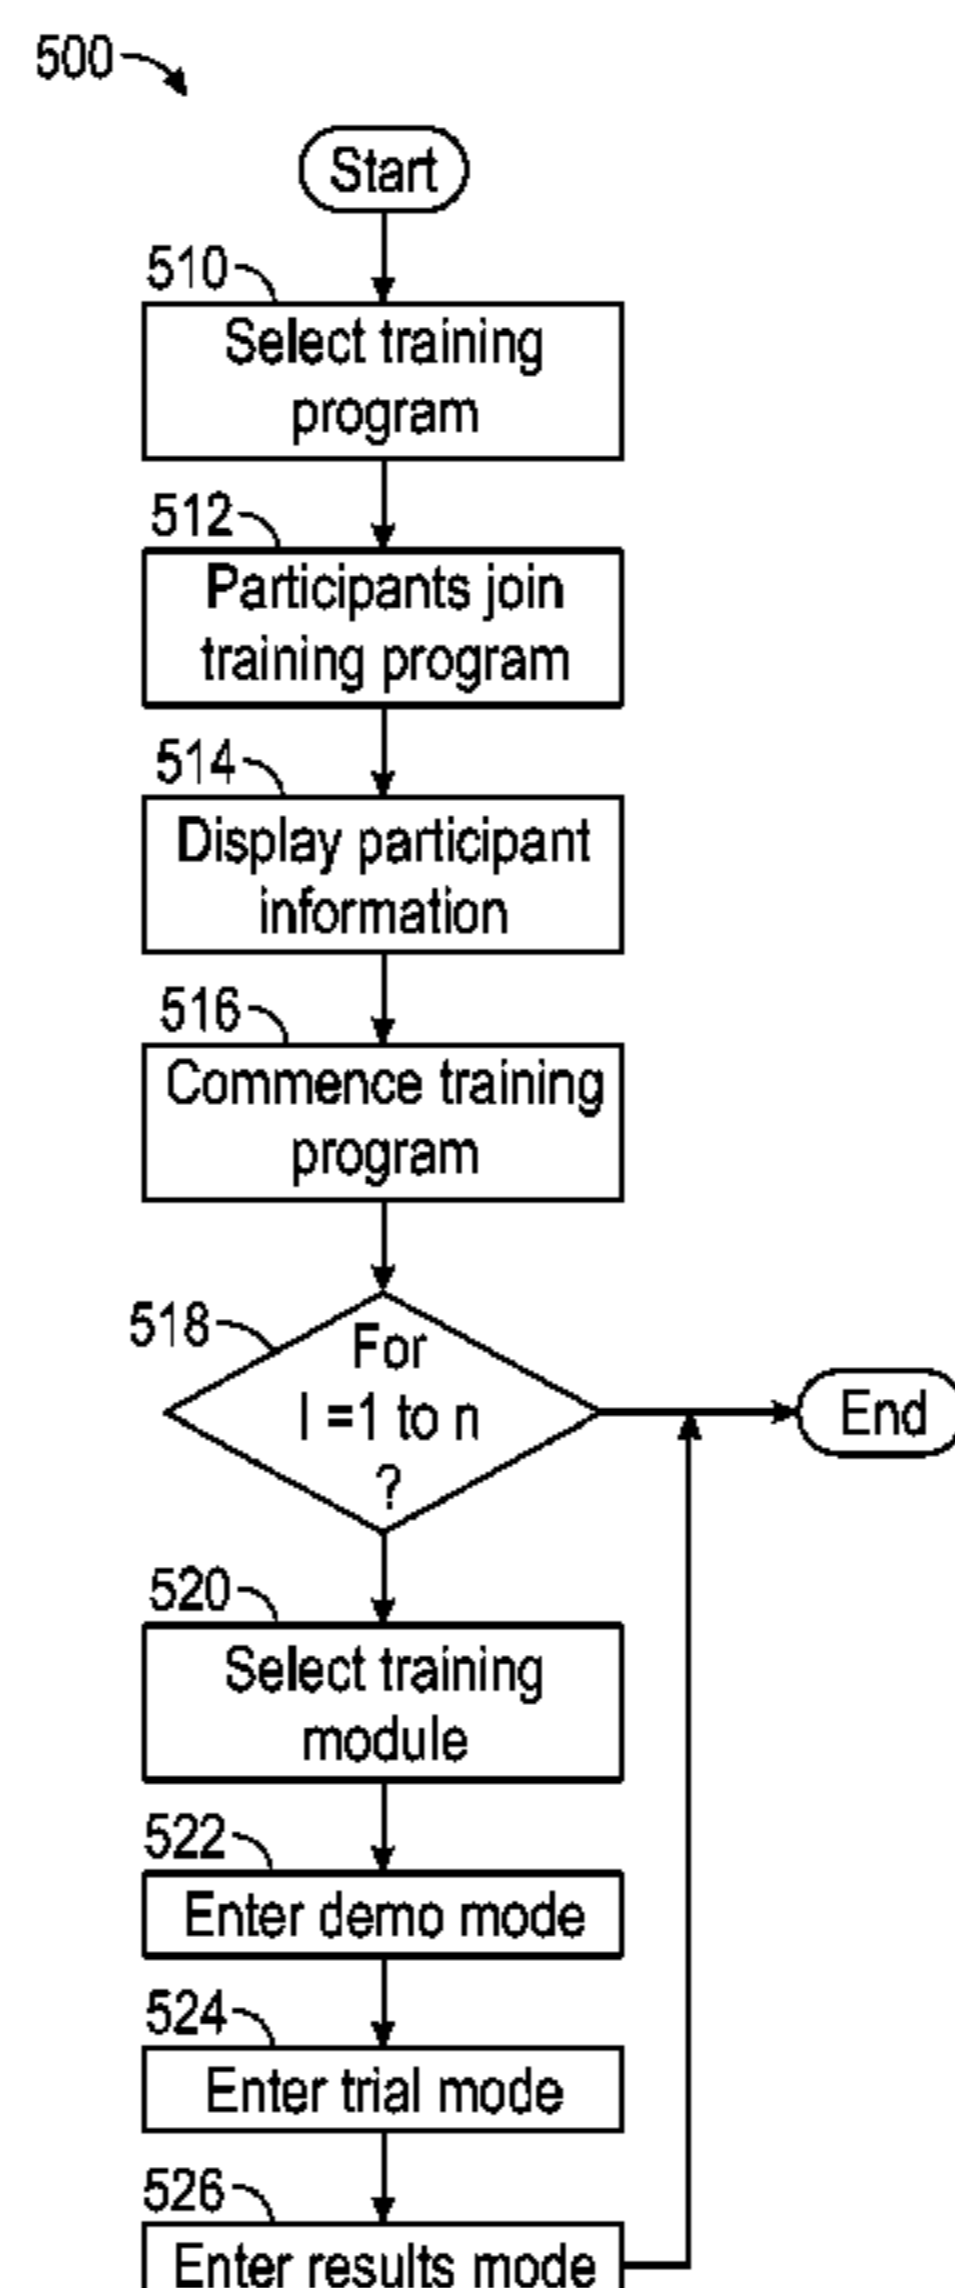 500
Start
510
Select training
program
512
Participants join
training program
514
Display participant
information
516
Commence training
program
518
For
I =1 to n
?
End
520
Select training
module
522
Enter demo mode
524
Enter trial mode
526
Enter results mode